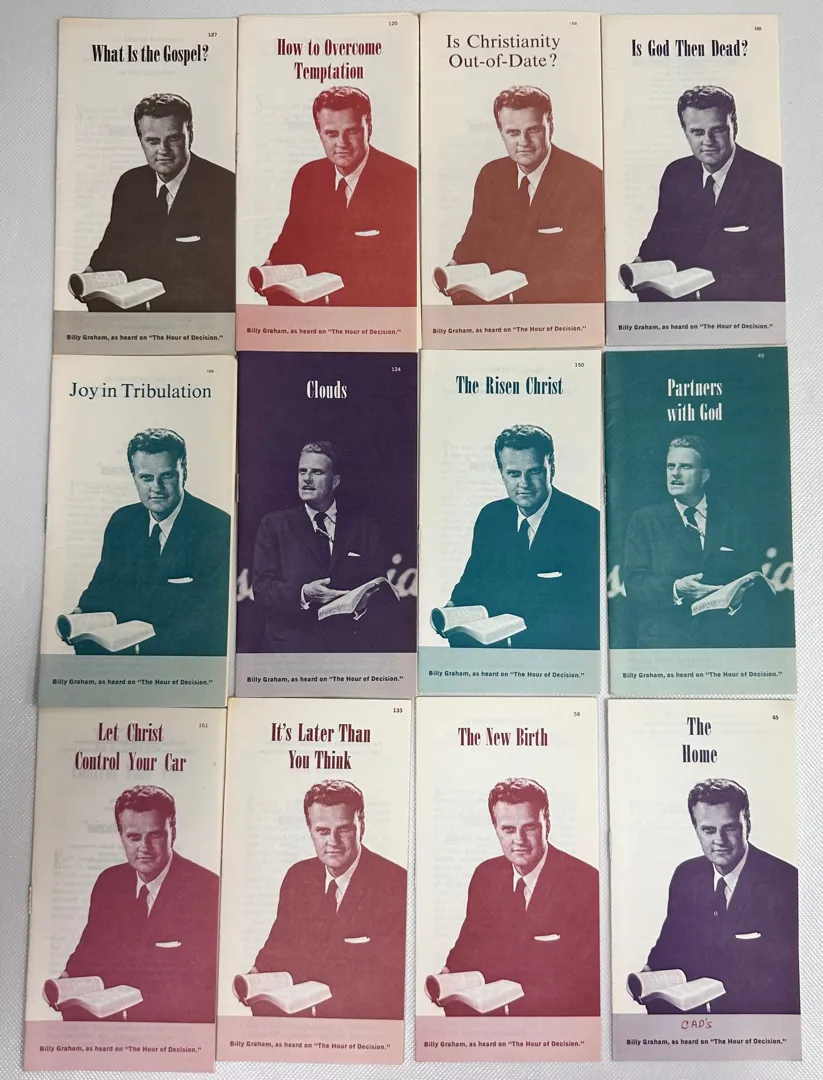 127
What Is the Gospel?
Billy Graham, as heard on "The Hour of Decision."
120
How to Overcome
Temptation
Billy Graham, as heard on "The Hour of Decision."
Is Christianity
Out-of-Date?
Billy Graham, as heard on "The Hour of Decision."
Is God Then Dead?
Billy Graham, as heard on "The Hour of Decision."
Joy in Tribulation
Billy Graham, as heard on "The Hour of Decision."
124
Clouds
Billy Graham, as heard on "The Hour of Decision."
150
The Risen Christ
Billy Graham, as heard on "The Hour of Decision."
45
Partners
with God
Billy Graham, as heard on "The Hour of Decision."
161
Let Christ
Control Your Car
Billy Graham, as heard on "The Hour of Decision."
133
It's Later Than
You Think
Billy Graham, as heard on "The Hour of Decision."
58
The New Birth
Billy Graham, as heard on "The Hour of Decision."
65
The
Home
Billy Graham, as heard on "The Hour of Decision."